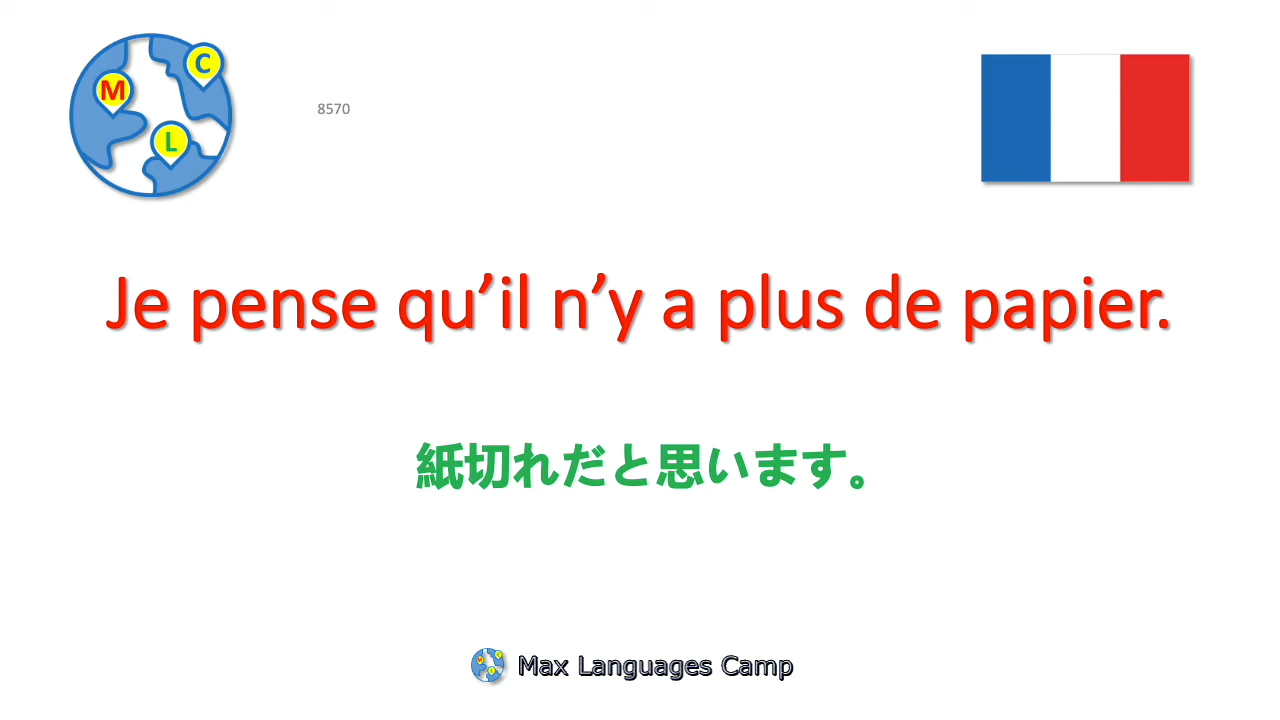 C
M
L
8570
Je pense qu’il n’y a plus de papier.
紙切れだと思います。
Max Languages Camp